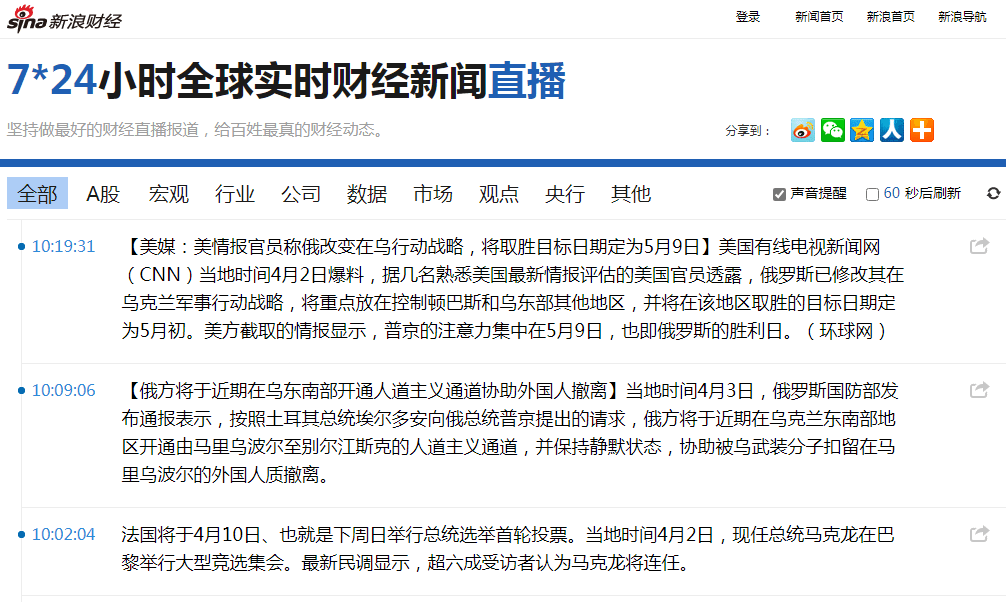 sina 新浪财经 登录 新闻首页 新浪首页 新浪导航
7*24小时全球实时财经新闻直播
坚持做最好的财经直播报道，给百姓最真的财经动态。 分享到：
全部 A股 宏观 行业 公司 数据 市场 观点 央行 其他 声音提醒 60 秒后刷新
10:19:31 【美媒：美情报官员称俄改变在乌行动战略，将取胜目标日期定为5月9日】美国有线电视新闻网
（CNN）当地时间4月2日爆料，据几名熟悉美国最新情报评估的美国官员透露，俄罗斯已修改其在
乌克兰军事行动战略，将重点放在控制顿巴斯和乌东部其他地区，并将在该地区取胜的目标日期定
为5月初。美方截取的情报显示，普京的注意力集中在5月9日，也即俄罗斯的胜利日。（环球网）
10:09:06 【俄方将于近期在乌东南部开通人道主义通道协助外国人撤离】当地时间4月3日，俄罗斯国防部发
布通报表示，按照土耳其总统埃尔多安向俄总统普京提出的请求，俄方将于近期在乌克兰东南部地
区开通由马里乌波尔至别尔江斯克的人道主义通道，并保持静默状态，协助被乌武装分子扣留在马
里乌波尔的外国人质撤离。
10:02:04 法国将于4月10日、也就是下周日举行总统选举首轮投票。当地时间4月2日，现任总统马克龙在巴
黎举行大型竞选集会。最新民调显示，超六成受访者认为马克龙将连任。